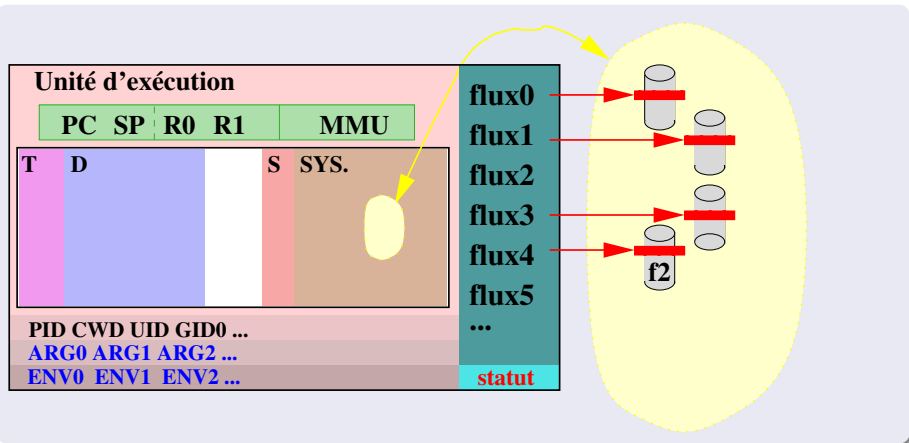 Unité d'exécution
PC SP R0 R1 MMU
T D S SYS.
PID CWD UID GID0 ...
ARG0 ARG1 ARG2 ...
ENV0 ENV1 ENV2 ...
flux0
flux1
flux2
flux3
flux4
flux5
...
statut
f2